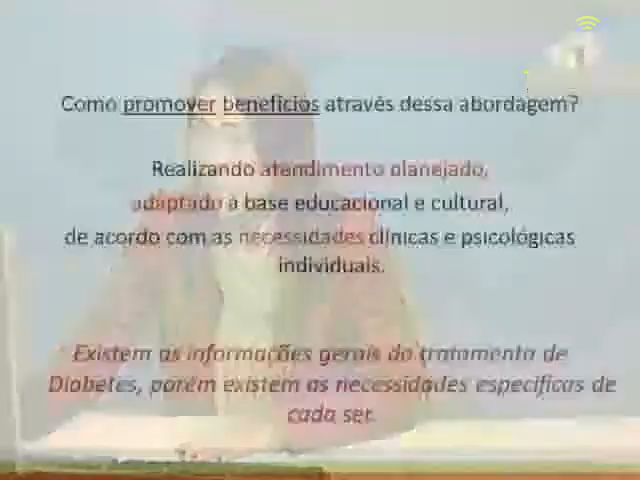 Como promover benefícios através dessa abordagem?
Realizando atendimento planejado,
adaptado à base educacional e cultural,
de acordo com as necessidades clínicas e psicológicas
individuais.
Existem as informações gerais do tratamento de
Diabetes, porém existem as necessidades específicas de
cada ser.